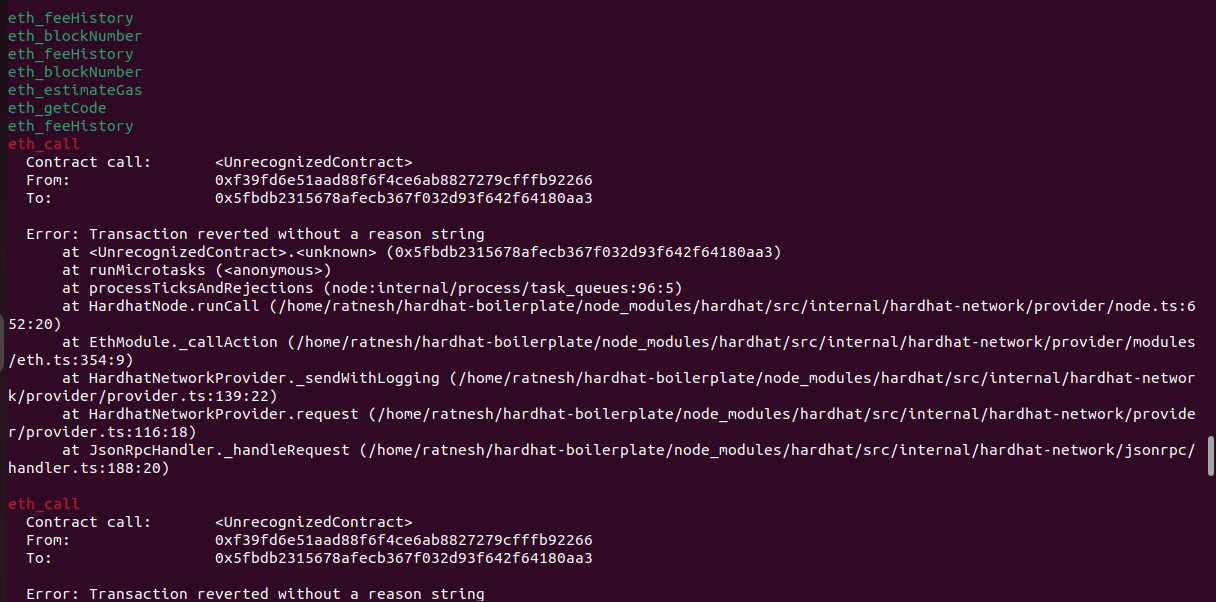 eth_feeHistory
eth_blockNumber
eth_feeHistory
eth_blockNumber
eth_estimateGas
eth_getCode
eth_feeHistory
eth_call
  Contract call:       <UnrecognizedContract>
  From:                0xf39fd6e51aad88f6f4ce6ab8827279cfffb92266
  To:                  0x5fbdb2315678afecb367f032d93f642f64180aa3

  Error: Transaction reverted without a reason string
      at <UnrecognizedContract>.<unknown> (0x5fbdb2315678afecb367f032d93f642f64180aa3)
      at runMicrotasks (<anonymous>)
      at processTicksAndRejections (node:internal/process/task_queues:96:5)
      at HardhatNode.runCall (/home/ratnesh/hardhat-boilerplate/node_modules/hardhat/src/internal/hardhat-network/provider/node.ts:6
52:20)
      at EthModule._callAction (/home/ratnesh/hardhat-boilerplate/node_modules/hardhat/src/internal/hardhat-network/provider/modules
/eth.ts:354:9)
      at HardhatNetworkProvider._sendWithLogging (/home/ratnesh/hardhat-boilerplate/node_modules/hardhat/src/internal/hardhat-networ
k/provider/provider.ts:139:22)
      at HardhatNetworkProvider.request (/home/ratnesh/hardhat-boilerplate/node_modules/hardhat/src/internal/hardhat-network/provide
r/provider.ts:116:18)
      at JsonRpcHandler._handleRequest (/home/ratnesh/hardhat-boilerplate/node_modules/hardhat/src/internal/hardhat-network/jsonrpc/
handler.ts:188:20)

eth_call
  Contract call:       <UnrecognizedContract>
  From:                0xf39fd6e51aad88f6f4ce6ab8827279cfffb92266
  To:                  0x5fbdb2315678afecb367f032d93f642f64180aa3

  Error: Transaction reverted without a reason string